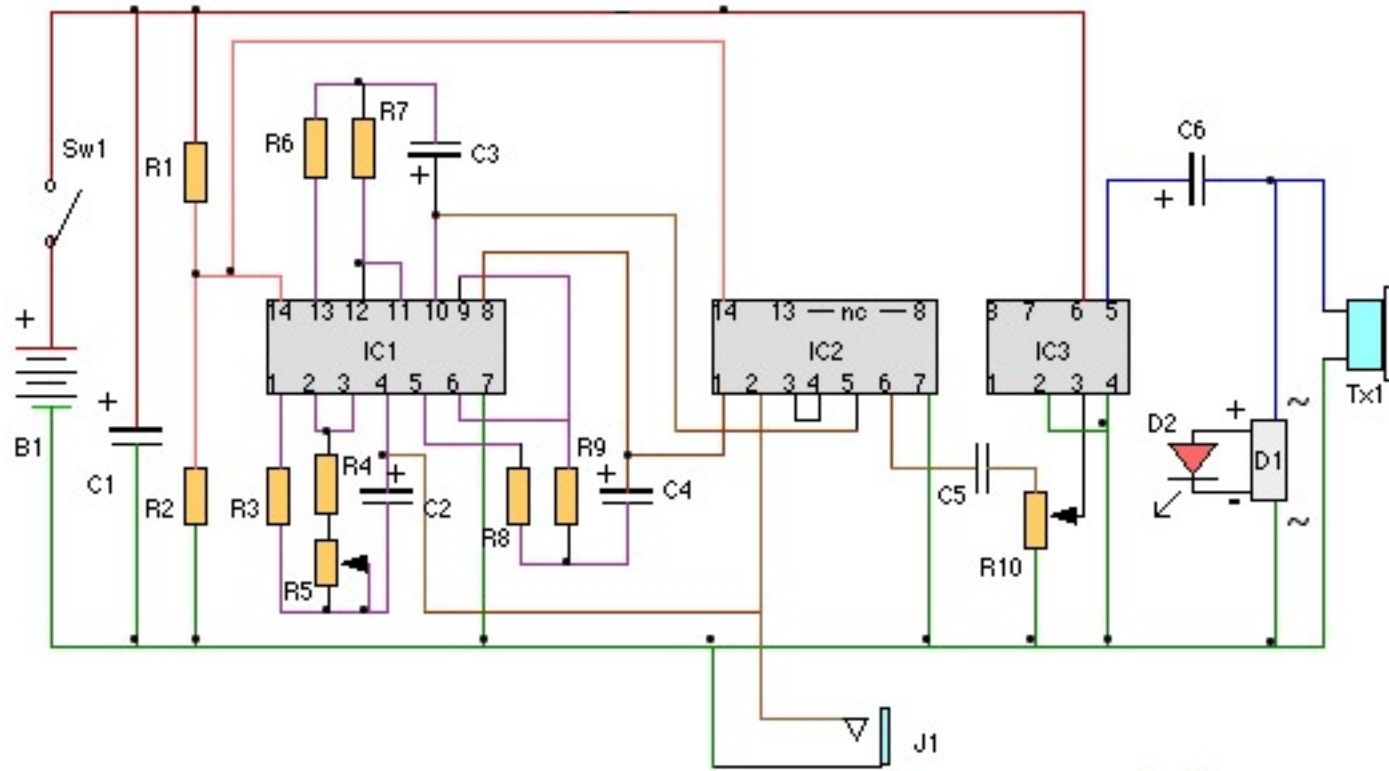 Sw1
+
B1
+
C1
R1
R2
R6
R7
+
C3
14 13 12 11 10 9 8
IC1
1 2 3 4 5 6 7
R3
R4
R5
+
C2
R8
R9
+
C4
14 13 — nc — 8
IC2
1 2 3 4 5 6 7
8 7 6 5
IC3
1 2 3 4
C5
R10
C6
+
D2
+
D1
-
~
~
Tx1
J1